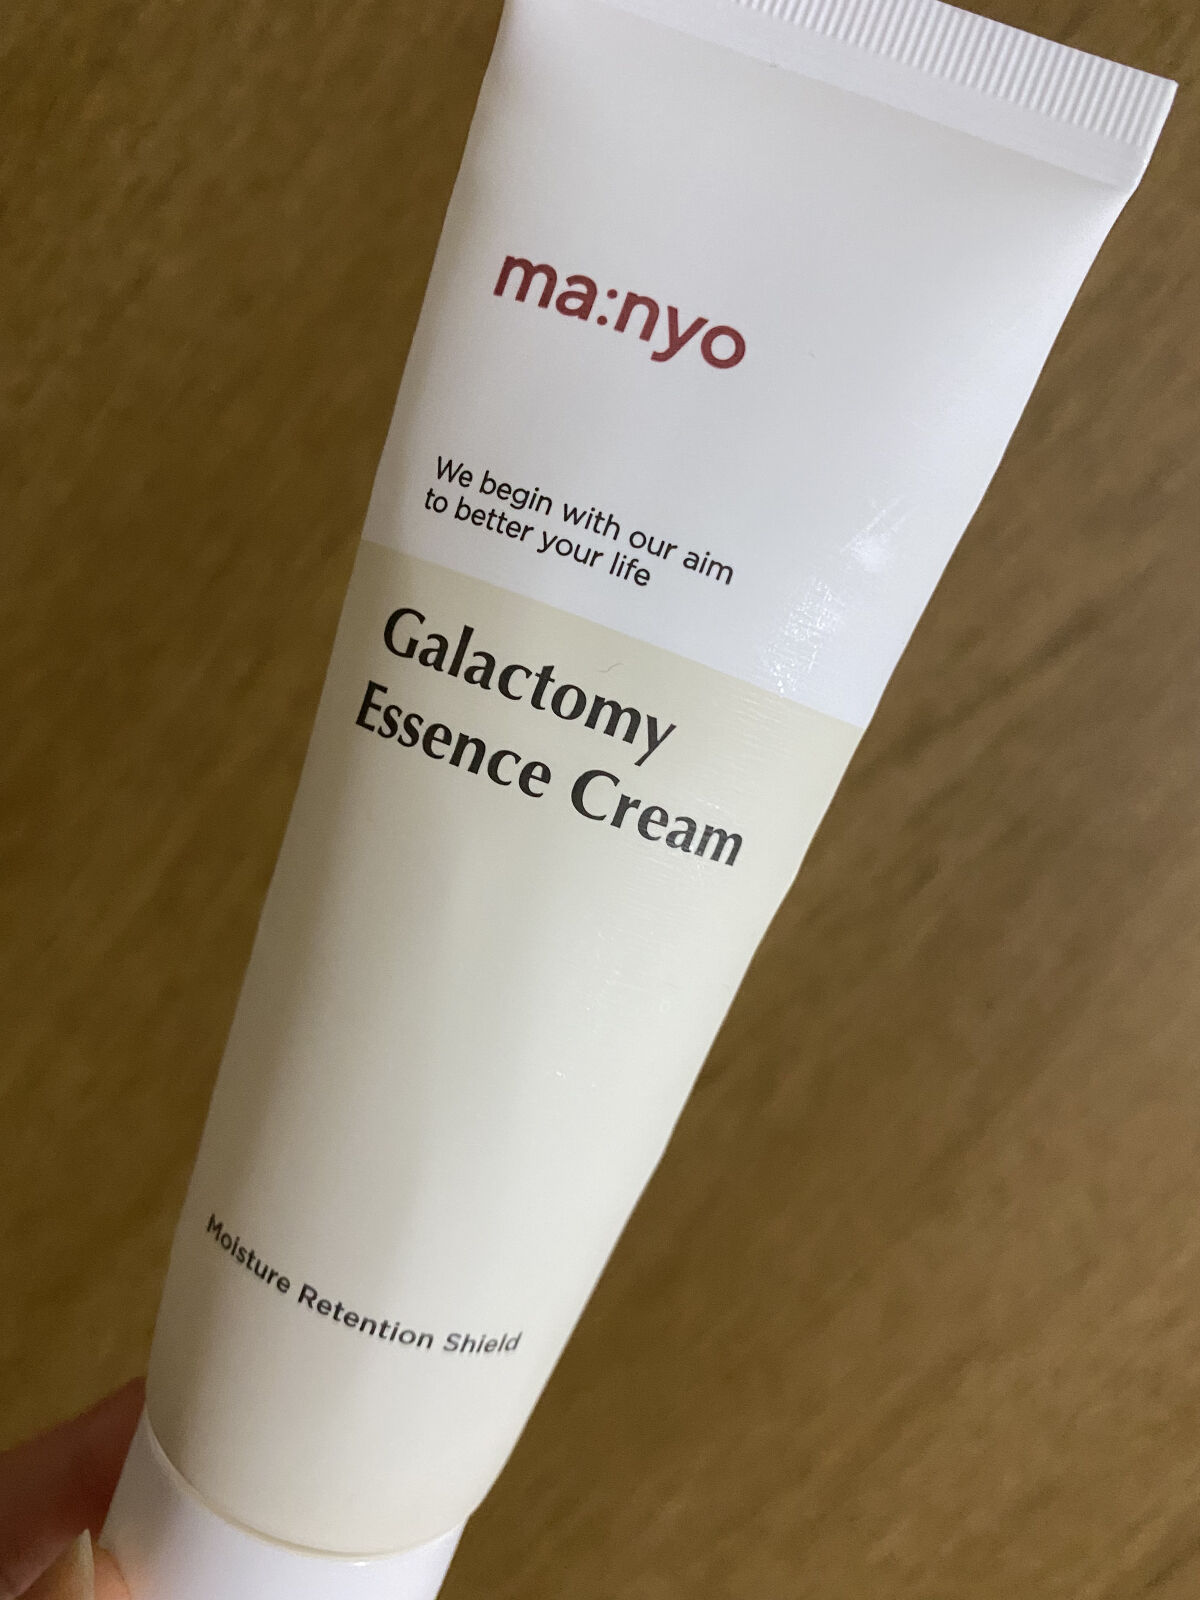 ma:nyo
We begin with our aim
to better your life
Galactomy
Essence Cream
Moisture Retention Shield